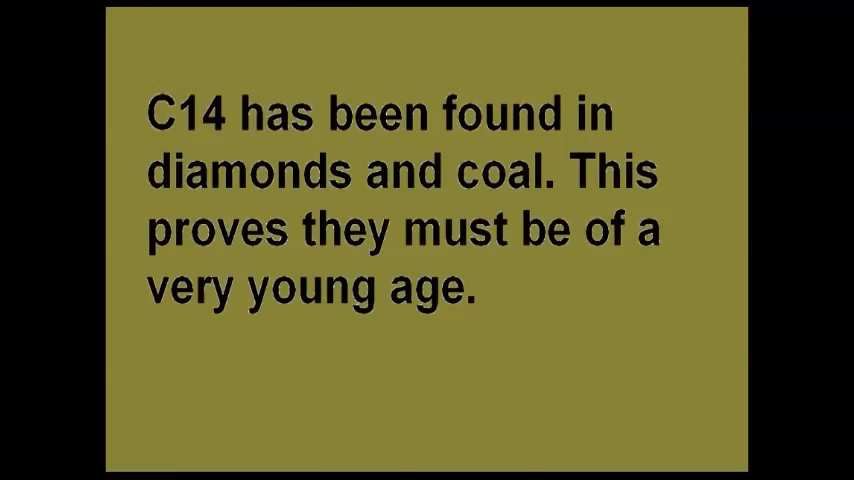 C14 has been found in
diamonds and coal. This
proves they must be of a
very young age.